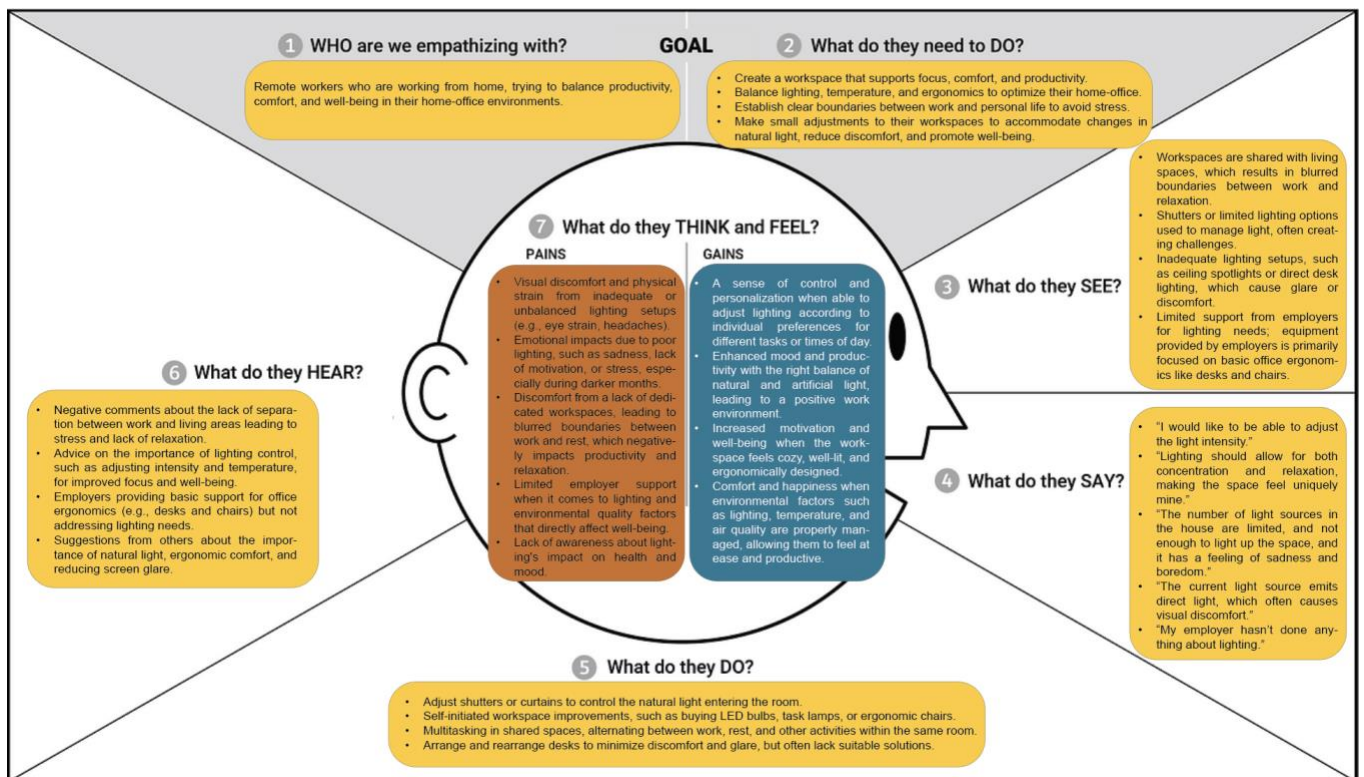 GOAL
1 WHO are we empathizing with?
Remote workers who are working from home, trying to balance productivity,
comfort, and well-being in their home-office environments.
2 What do they need to DO?
• Create a workspace that supports focus, comfort, and productivity.
• Balance lighting, temperature, and ergonomics to optimize their home-office.
• Establish clear boundaries between work and personal life to avoid stress.
• Make small adjustments to their workspaces to accommodate changes in
natural light, reduce discomfort, and promote well-being.
3 What do they SEE?
• Workspaces are shared with living
spaces, which results in blurred
boundaries between work and
relaxation.
• Shutters or limited lighting options
used to manage light, often creat-
ing challenges.
• Inadequate lighting setups, such
as ceiling spotlights or direct desk
lighting, which cause glare or
discomfort.
• Limited support from employers
for lighting needs; equipment
provided by employers is primarily
focused on basic office ergonom-
ics like desks and chairs.
4 What do they SAY?
• "I would like to be able to adjust
the light intensity."
• "Lighting should allow for both
concentration and relaxation,
making the space feel uniquely
mine."
• "The number of light sources in
the house are limited, and not
enough to light up the space, and
it has a feeling of sadness and
boredom."
• "The current light source emits
direct light, which often causes
visual discomfort."
• "My employer hasn't done any-
thing about lighting."
5 What do they DO?
• Adjust shutters or curtains to control the natural light entering the room.
• Self-initiated workspace improvements, such as buying LED bulbs, task lamps, or ergonomic chairs.
• Multitasking in shared spaces, alternating between work, rest, and other activities within the same room.
• Arrange and rearrange desks to minimize discomfort and glare, but often lack suitable solutions.
6 What do they HEAR?
• Negative comments about the lack of separa-
tion between work and living areas leading to
stress and lack of relaxation.
• Advice on the importance of lighting control,
such as adjusting intensity and temperature,
for improved focus and well-being.
• Employers providing basic support for office
ergonomics (e.g., desks and chairs) but not
addressing lighting needs.
• Suggestions from others about the impor-
tance of natural light, ergonomic comfort, and
reducing screen glare.
7 What do they THINK and FEEL?
PAINS
• Visual discomfort and physical
strain from inadequate or
unbalanced lighting setups
(e.g., eye strain, headaches).
• Emotional impacts due to poor
lighting, such as sadness, lack
of motivation, or stress, espe-
cially during darker months.
• Discomfort from a lack of dedi-
cated workspaces, leading to
blurred boundaries between
work and rest, which negative-
ly impacts productivity and
relaxation.
• Limited employer support
when it comes to lighting and
environmental quality factors
that directly affect well-being.
• Lack of awareness about light-
ing's impact on health and
mood.
GAINS
• A sense of control and
personalization when able to
adjust lighting according to
individual preferences for
different tasks or times of day.
• Enhanced mood and produc-
tivity with the right balance of
natural and artificial light,
leading to a positive work
environment.
• Increased motivation and
well-being when the work-
space feels cozy, well-lit, and
ergonomically designed.
• Comfort and happiness when
environmental factors such
as lighting, temperature, and
air quality are properly man-
aged, allowing them to feel at
ease and productive.